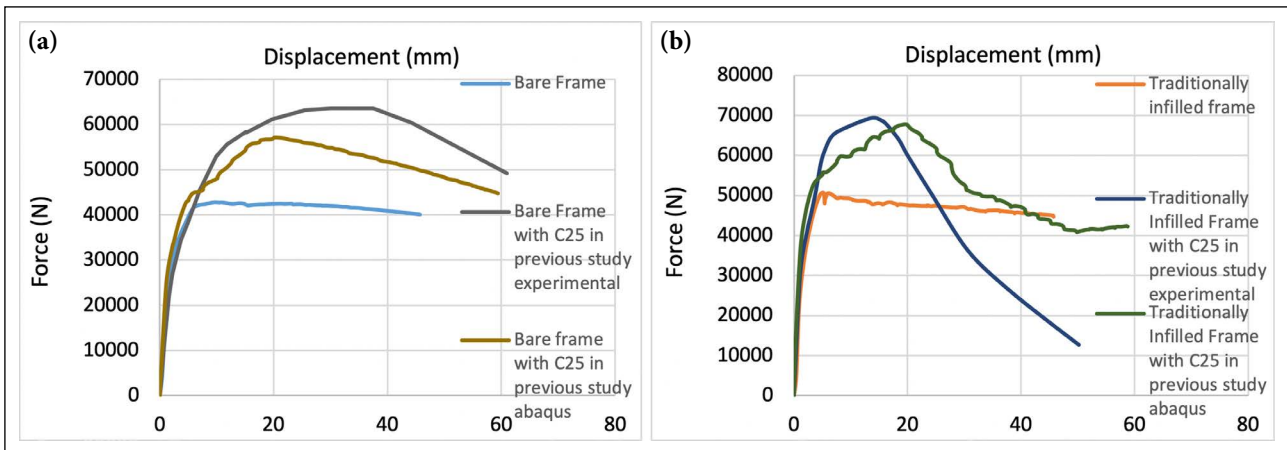 (a)
Displacement (mm)
70000
60000
50000
40000
30000
20000
10000
0
Force (N)
0 20 40 60 80
Bare Frame
Bare Frame
with C25 in
previous study
experimental
Bare frame
with C25 in
previous study
abaqus
(b)
Displacement (mm)
80000
70000
60000
50000
40000
30000
20000
10000
0
Force (N)
0 20 40 60 80
Traditionally
infilled frame
Traditionally
Infilled Frame
with C25 in
previous study
experimental
Traditionally
Infilled Frame
with C25 in
previous study
abaqus